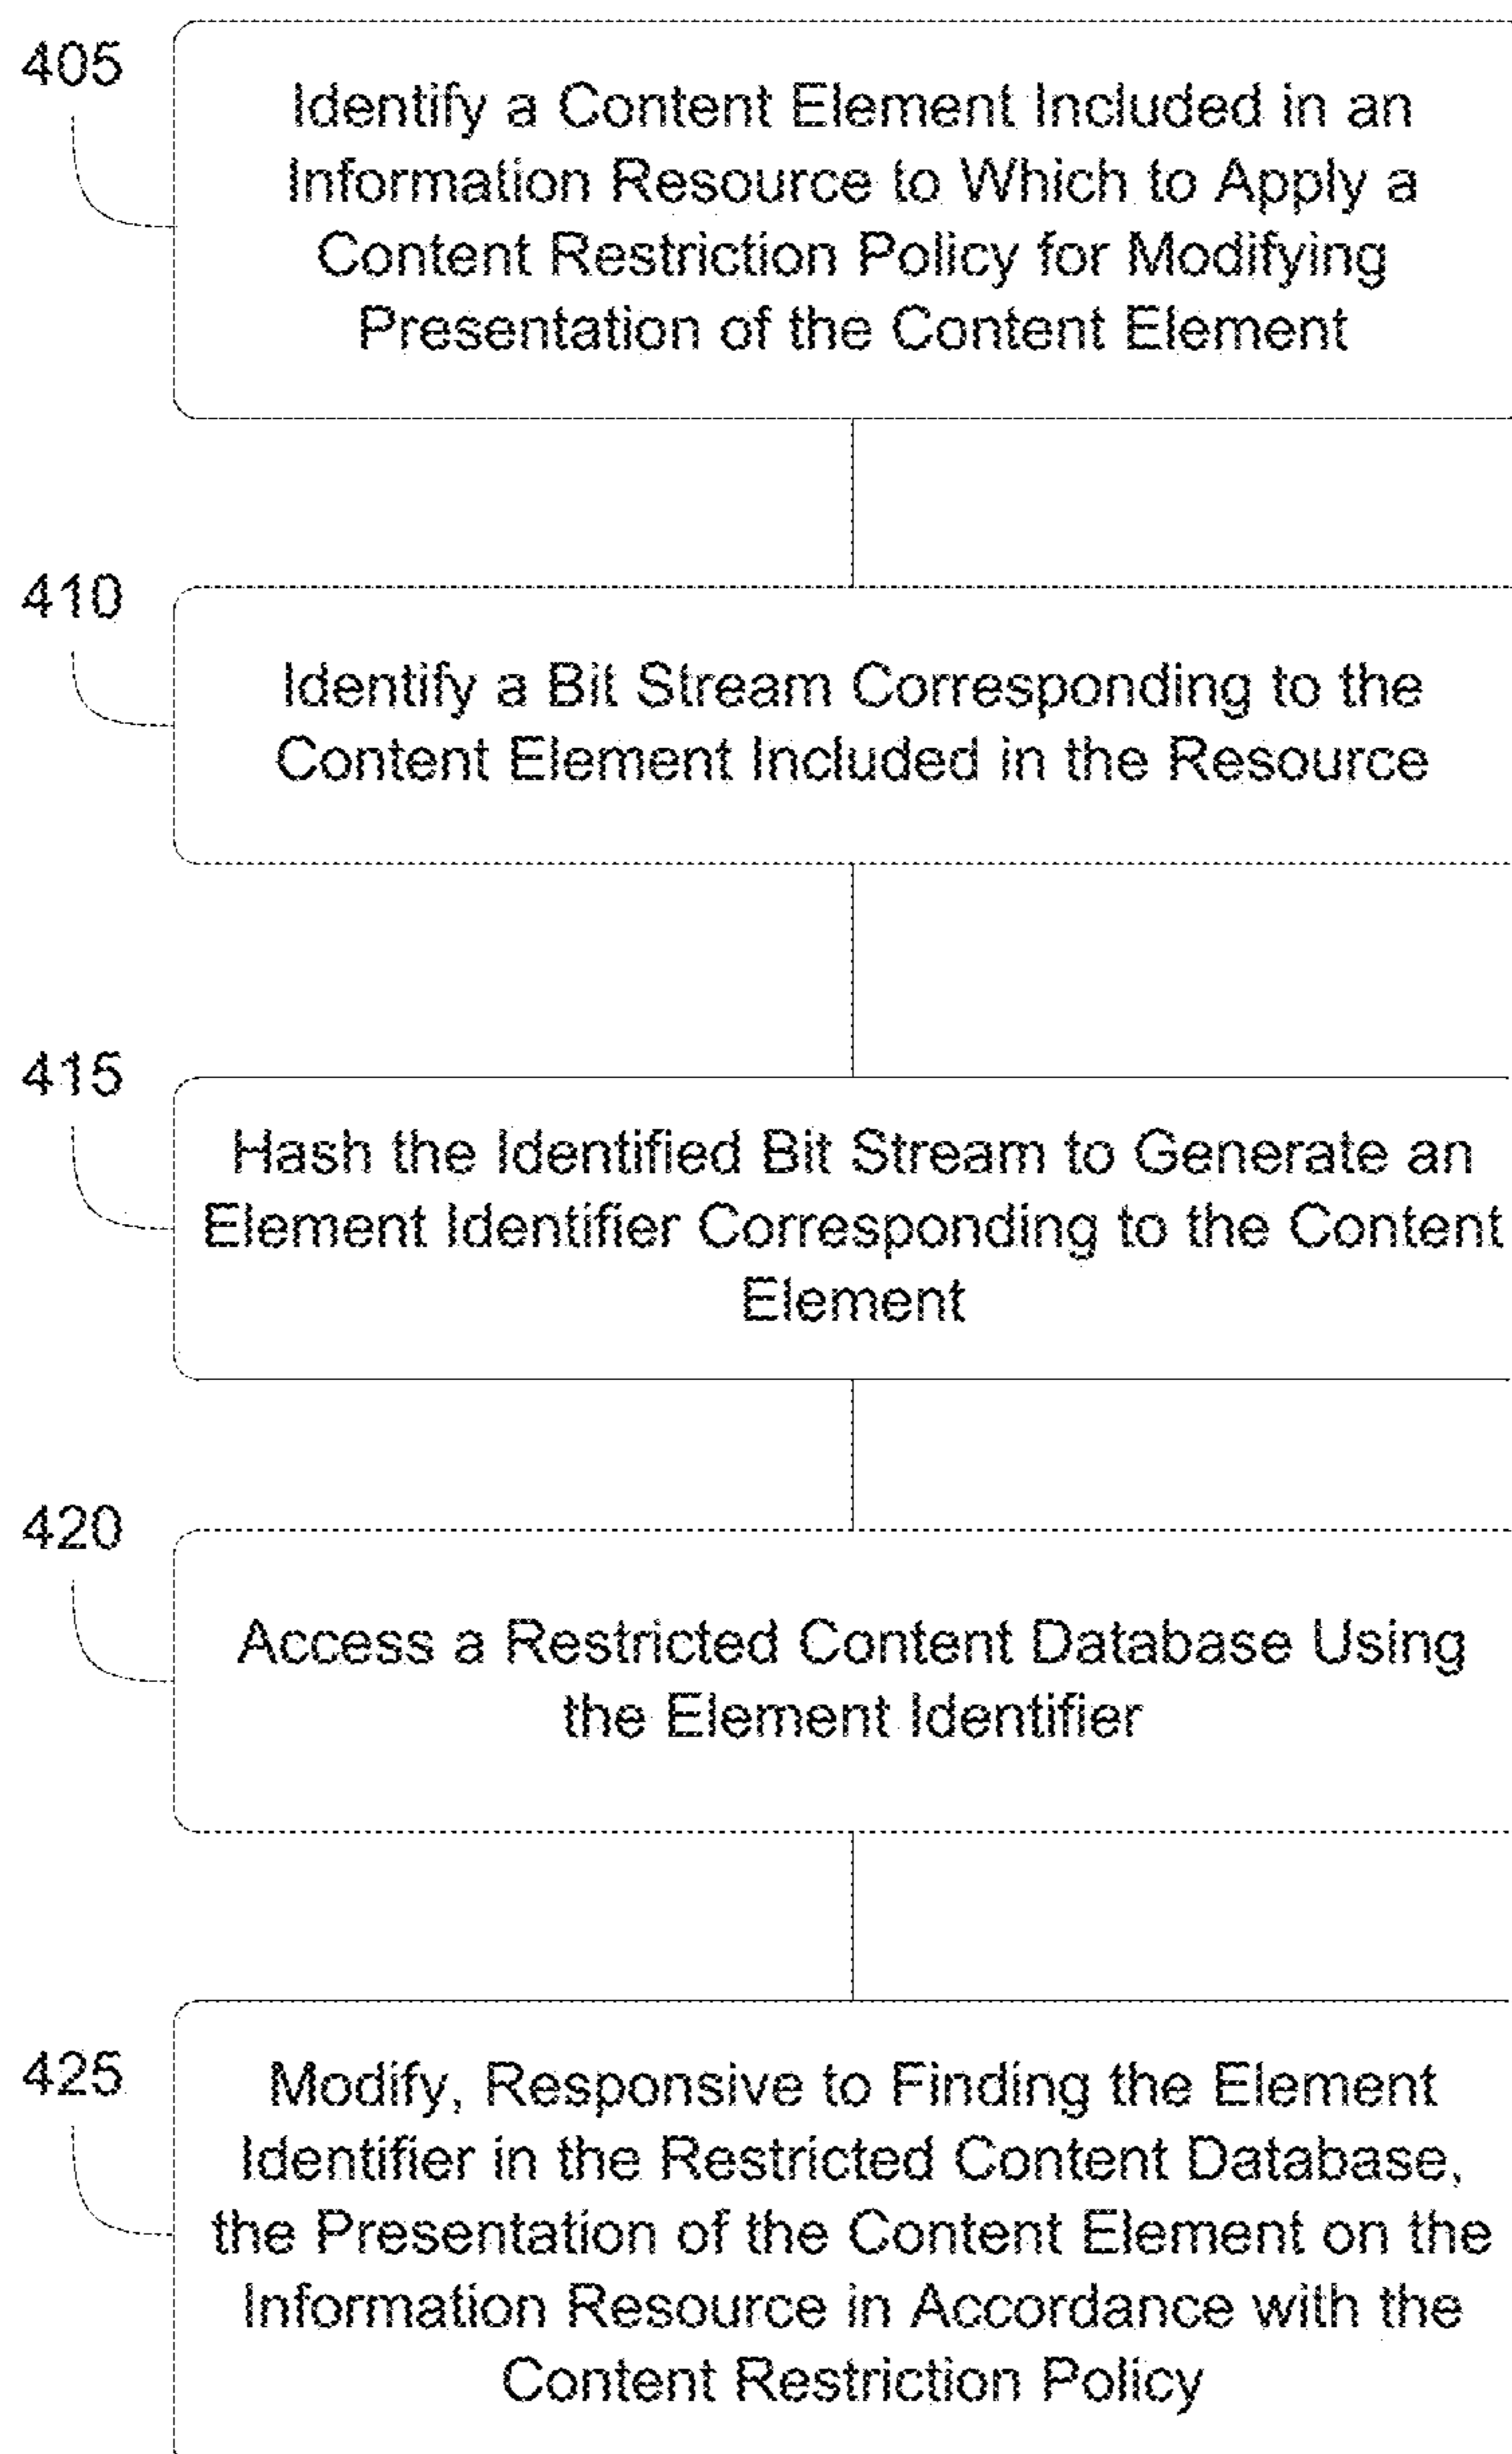 405
Identify a Content Element Included in an
Information Resource to Which to Apply a
Content Restriction Policy for Modifying
Presentation of the Content Element
410
Identify a Bit Stream Corresponding to the
Content Element Included in the Resource
415
Hash the Identified Bit Stream to Generate an
Element Identifier Corresponding to the Content
Element
420
Access a Restricted Content Database Using
the Element Identifier
425
Modify, Responsive to Finding the Element
Identifier in the Restricted Content Database,
the Presentation of the Content Element on the
Information Resource in Accordance with the
Content Restriction Policy